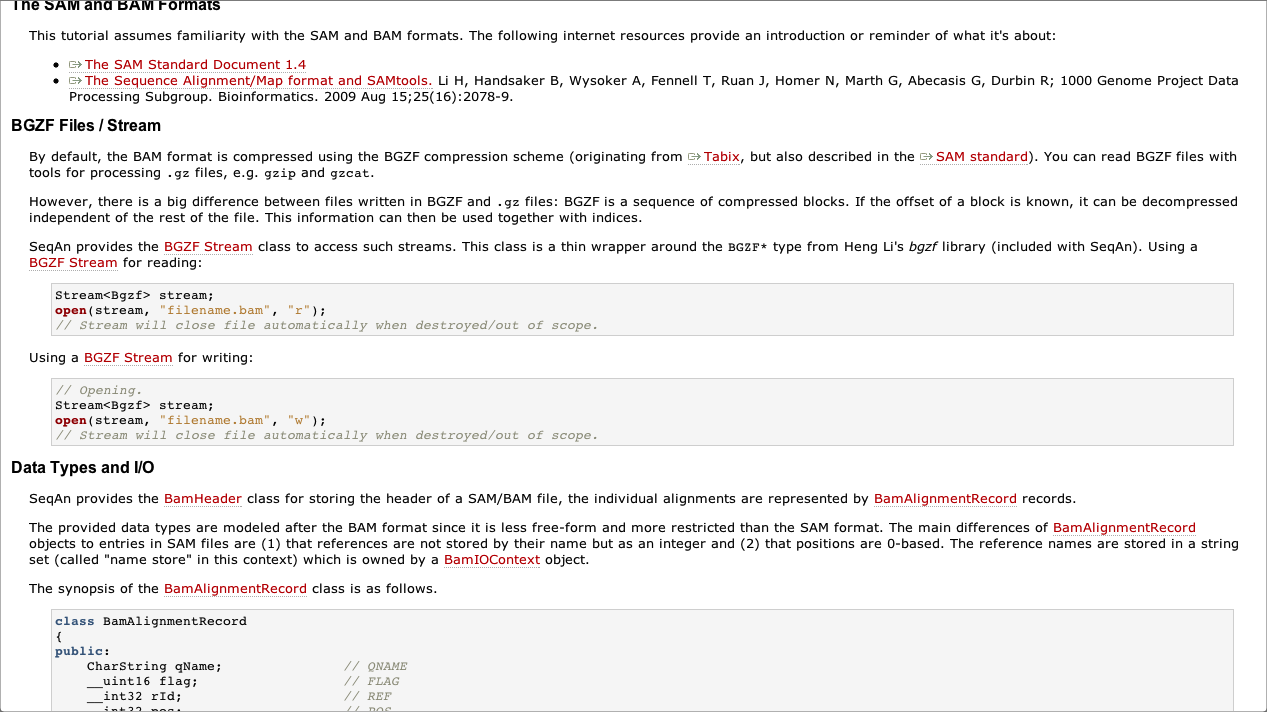 The SAM and BAM Formats
This tutorial assumes familiarity with the SAM and BAM formats. The following internet resources provide an introduction or reminder of what it's about:
The SAM Standard Document 1.4
The Sequence Alignment/Map format and SAMtools. Li H, Handsaker B, Wysoker A, Fennell T, Ruan J, Homer N, Marth G, Abecasis G, Durbin R; 1000 Genome Project Data
Processing Subgroup. Bioinformatics. 2009 Aug 15;25(16):2078-9.
BGZF Files / Stream
By default, the BAM format is compressed using the BGZF compression scheme (originating from Tabix, but also described in the SAM standard). You can read BGZF files with
tools for processing .gz files, e.g. gzip and gzcat.
However, there is a big difference between files written in BGZF and .gz files: BGZF is a sequence of compressed blocks. If the offset of a block is known, it can be decompressed
independent of the rest of the file. This information can then be used together with indices.
SeqAn provides the BGZF Stream class to access such streams. This class is a thin wrapper around the BGZF* type from Heng Li's bgzf library (included with SeqAn). Using a
BGZF Stream for reading:
Stream<Bgzf> stream;
open(stream, "filename.bam", "r");
// Stream will close file automatically when destroyed/out of scope.
Using a BGZF Stream for writing:
// Opening.
Stream<Bgzf> stream;
open(stream, "filename.bam", "w");
// Stream will close file automatically when destroyed/out of scope.
Data Types and I/O
SeqAn provides the BamHeader class for storing the header of a SAM/BAM file, the individual alignments are represented by BamAlignmentRecord records.
The provided data types are modeled after the BAM format since it is less free-form and more restricted than the SAM format. The main differences of BamAlignmentRecord
objects to entries in SAM files are (1) that references are not stored by their name but as an integer and (2) that positions are 0-based. The reference names are stored in a string
set (called "name store" in this context) which is owned by a BamIOContext object.
The synopsis of the BamAlignmentRecord class is as follows.
class BamAlignmentRecord
{
public:
CharString qName; // QNAME
__uint16 flag; // FLAG
__int32 rId; // REF
__int32 pos; // POS